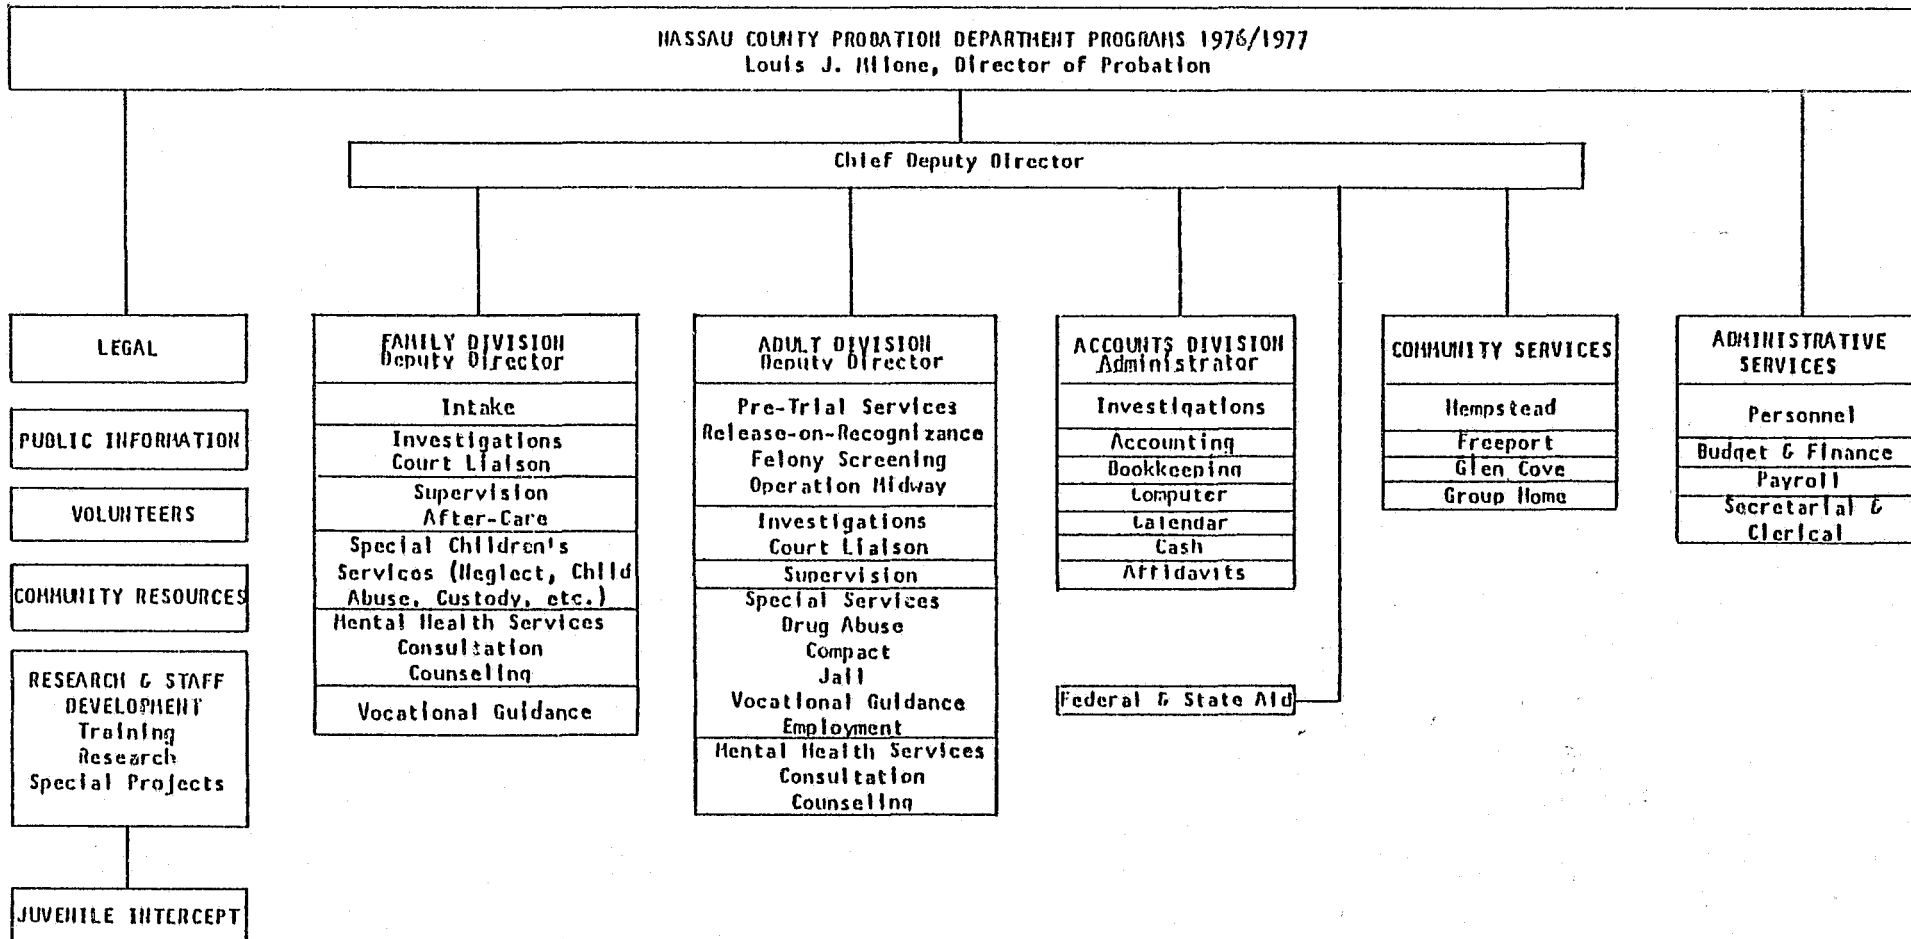 NASSAU COUNTY PROBATION DEPARTMENT PROGRAMS 1976/1977
Louis J. Milone, Director of Probation
Chief Deputy Director
LEGAL
PUBLIC INFORMATION
VOLUNTEERS
COMMUNITY RESOURCES
RESEARCH & STAFF
DEVELOPMENT
Training
Research
Special Projects
JUVENILE INTERCEPT
FAMILY DIVISION
Deputy Director
Intake
Investigations
Court Liaison
Supervision
After-Care
Special Children's
Services (Neglect, Child
Abuse, Custody, etc.)
Mental Health Services
Consultation
Counseling
Vocational Guidance
ADULT DIVISION
Deputy Director
Pre-Trial Services
Release-on-Recognizance
Felony Screening
Operation Midway
Investigations
Court Liaison
Supervision
Special Services
Drug Abuse
Compact
Jail
Vocational Guidance
Employment
Mental Health Services
Consultation
Counseling
ACCOUNTS DIVISION
Administrator
Investigations
Accounting
Bookkeeping
Computer
Calendar
Cash
Affidavits
Federal & State Aid
COMMUNITY SERVICES
Hempstead
Freeport
Glen Cove
Group Home
ADMINISTRATIVE
SERVICES
Personnel
Budget & Finance
Payroll
Secretarial &
Clerical